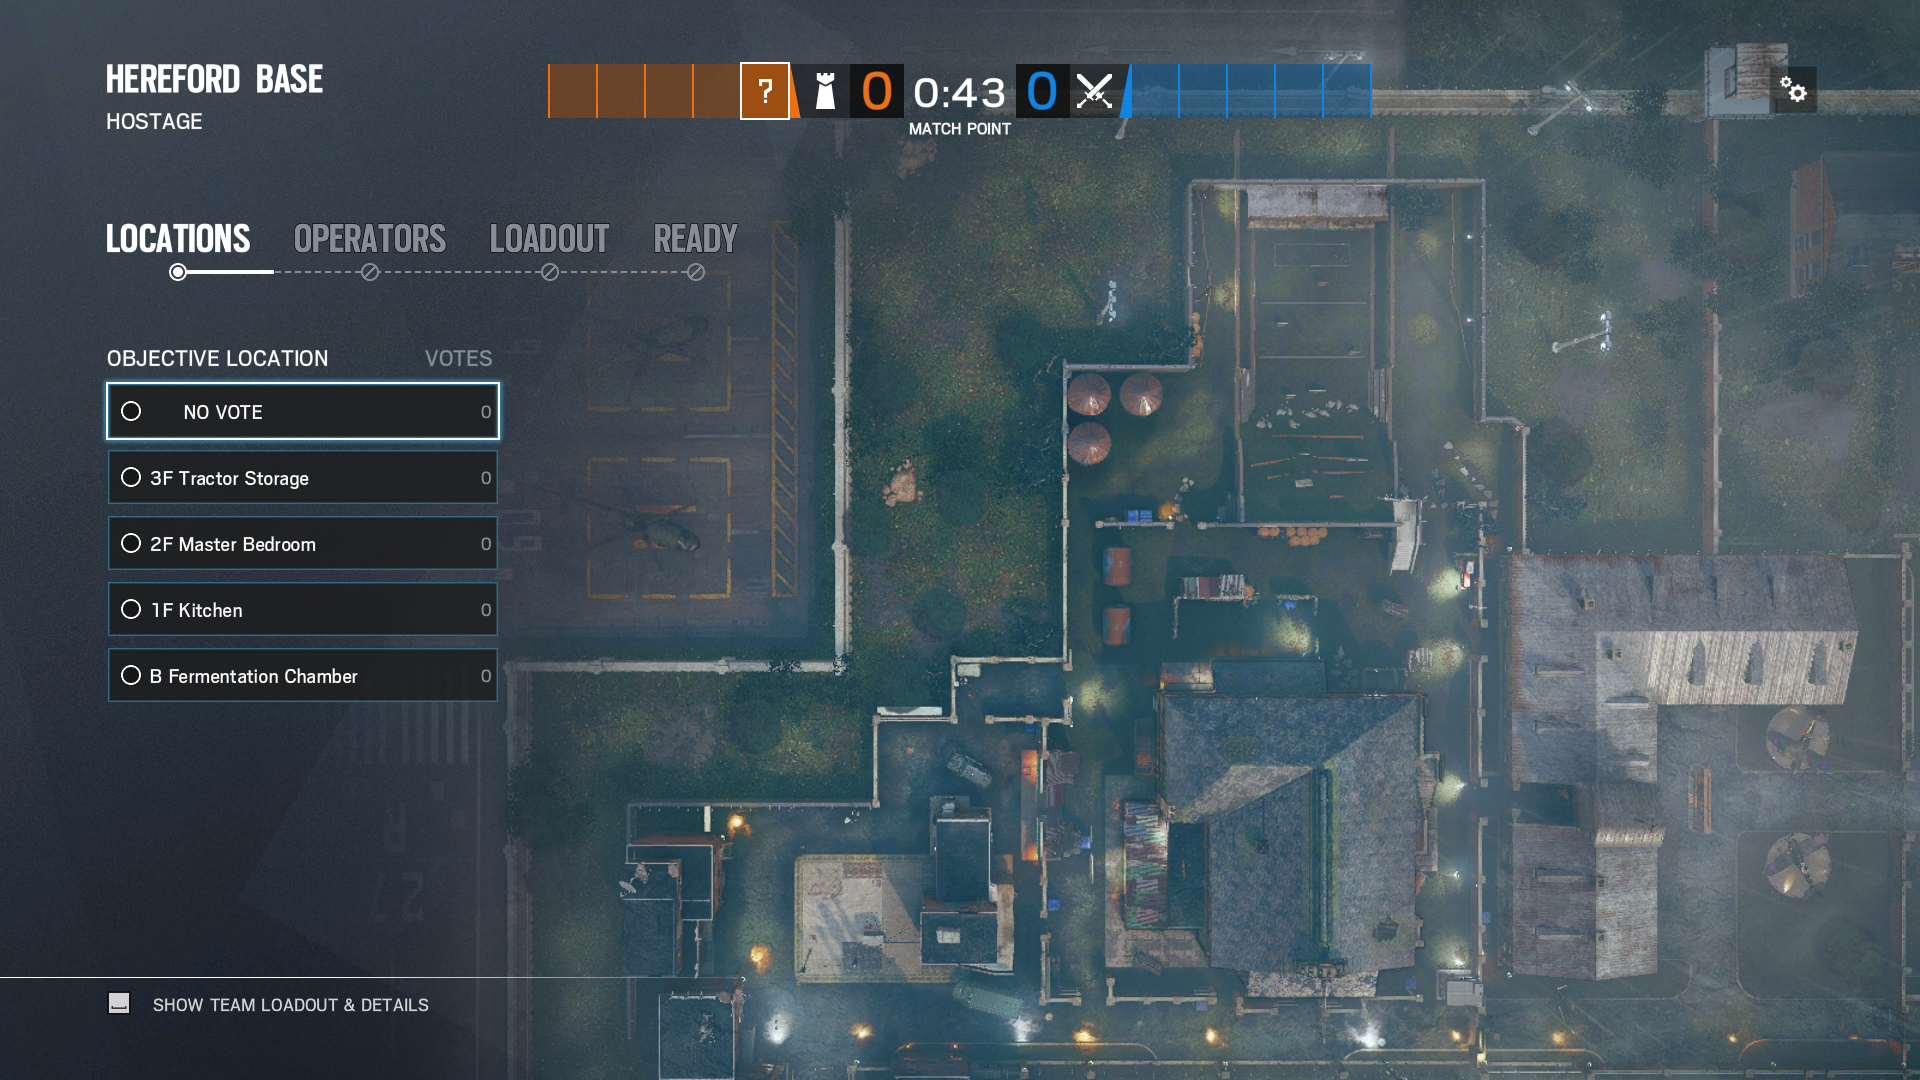 HEREFORD BASE
HOSTAGE
?
0
0:43
0
MATCH POINT
LOCATIONS
OPERATORS
LOADOUT
READY
OBJECTIVE LOCATION
VOTES
NO VOTE
0
3F Tractor Storage
0
2F Master Bedroom
0
1F Kitchen
0
B Fermentation Chamber
0
SHOW TEAM LOADOUT & DETAILS